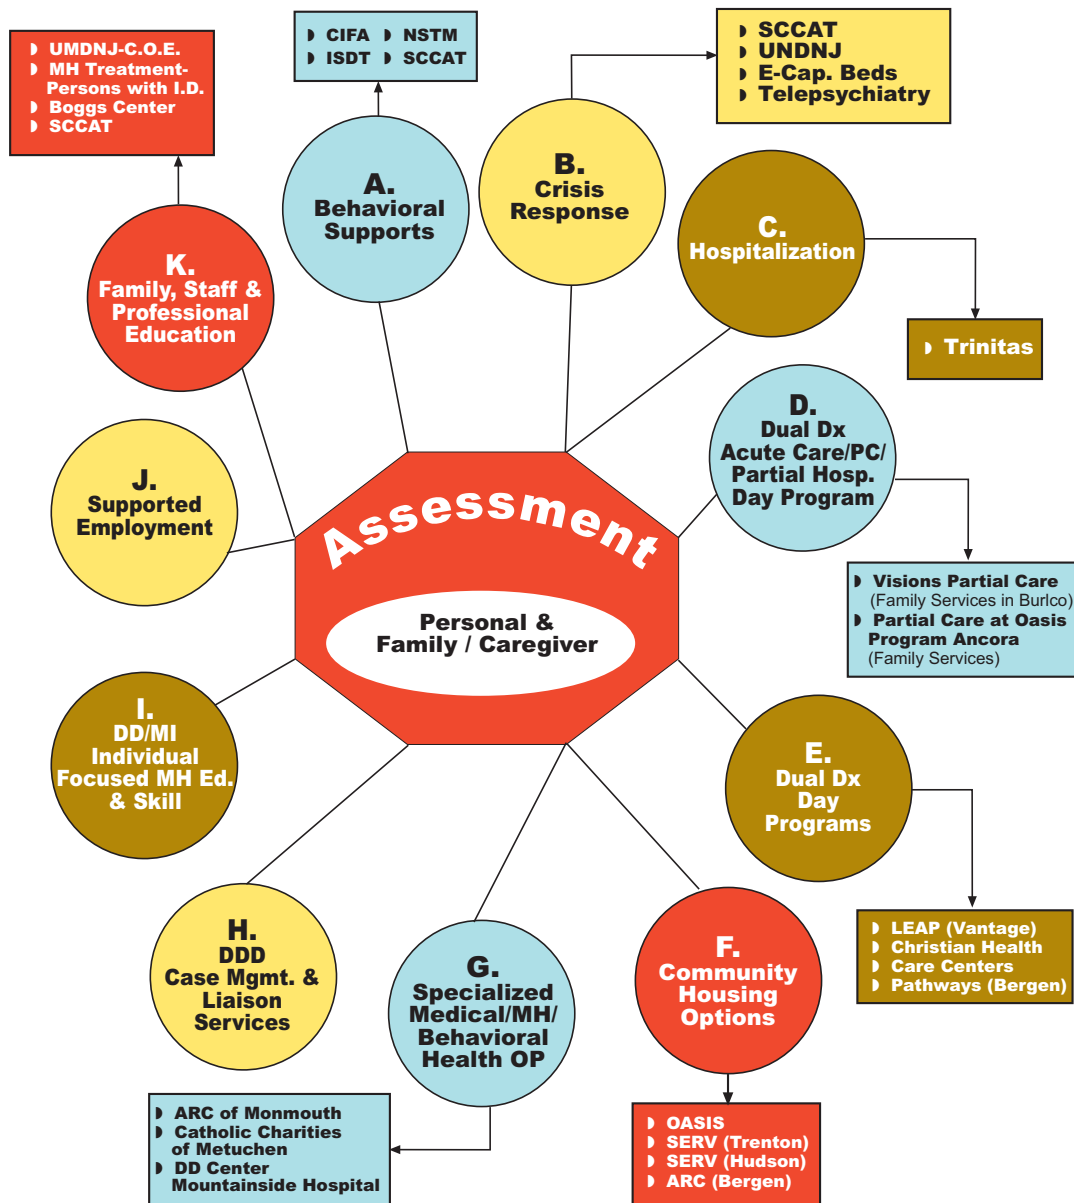 UMDNJ-C.O.E.
MH Treatment-
Persons with I.D.
Boggs Center
SCCAT
CIFA NSTM
ISDT SCCAT
SCCAT
UNDNJ
E-Cap. Beds
Telepsychiatry
A.
Behavioral
Supports
B.
Crisis
Response
C.
Hospitalization
Trinitas
K.
Family, Staff &
Professional
Education
D.
Dual Dx
Acute Care/PC/
Partial Hosp.
Day Program
Visions Partial Care
(Family Services in Burlco)
Partial Care at Oasis
Program Ancora
(Family Services)
J.
Supported
Employment
Assessment
Personal &
Family / Caregiver
I.
DD/MI
Individual
Focused MH Ed.
& Skill
E.
Dual Dx
Day
Programs
LEAP (Vantage)
Christian Health
Care Centers
Pathways (Bergen)
H.
DDD
Case Mgmt. &
Liaison
Services
G.
Specialized
Medical/MH/
Behavioral
Health OP
F.
Community
Housing
Options
ARC of Monmouth
Catholic Charities
of Metuchen
DD Center
Mountainside Hospital
OASIS
SERV (Trenton)
SERV (Hudson)
ARC (Bergen)